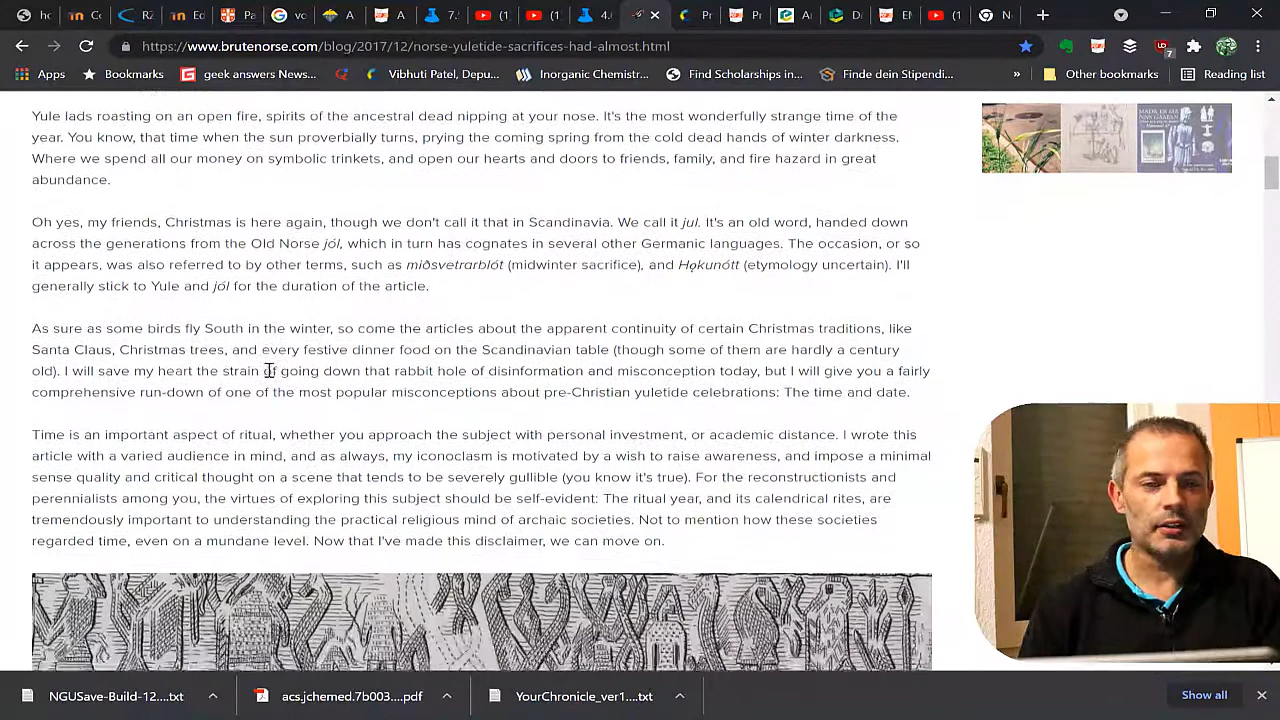 hc
C
RZ
m In
m Ed
Pa
vo
A
A
7.
(1
(1
4.(
Pr
Pr
A
Da
Ef
(1
N
https://www.brutenorse.com/blog/2017/12/norse-yuletide-sacrifices-had-almost.html
7
Apps
Bookmarks
geek answers News...
Vibhuti Patel, Depu...
Inorganic Chemistr...
Find Scholarships in...
Finde dein Stipendi...
»
Other bookmarks
Reading list
Yule lads roasting on an open fire, spirits of the ancestral dead nipping at your nose. It's the most wonderfully strange time of the
year. You know, that time when the sun proverbially turns, prying the coming spring from the cold dead hands of winter darkness.
Where we spend all our money on symbolic trinkets, and open our hearts and doors to friends, family, and fire hazard in great
abundance.
Oh yes, my friends, Christmas is here again, though we don't call it that in Scandinavia. We call it jul. It's an old word, handed down
across the generations from the Old Norse jól, which in turn has cognates in several other Germanic languages. The occasion, or so
it appears, was also referred to by other terms, such as miðsvetrarblót (midwinter sacrifice), and Hǫkunótt (etymology uncertain). I'll
generally stick to Yule and jól for the duration of the article.
As sure as some birds fly South in the winter, so come the articles about the apparent continuity of certain Christmas traditions, like
Santa Claus, Christmas trees, and every festive dinner food on the Scandinavian table (though some of them are hardly a century
old). I will save my heart the strain of going down that rabbit hole of disinformation and misconception today, but I will give you a fairly
comprehensive run-down of one of the most popular misconceptions about pre-Christian yuletide celebrations: The time and date.
Time is an important aspect of ritual, whether you approach the subject with personal investment, or academic distance. I wrote this
article with a varied audience in mind, and as always, my iconoclasm is motivated by a wish to raise awareness, and impose a minimal
sense quality and critical thought on a scene that tends to be severely gullible (you know it's true). For the reconstructionists and
perennialists among you, the virtues of exploring this subject should be self-evident: The ritual year, and its calendrical rites, are
tremendously important to understanding the practical religious mind of archaic societies. Not to mention how these societies
regarded time, even on a mundane level. Now that I've made this disclaimer, we can move on.
NGUSave-Build-12....txt
acs.jchemed.7b003....pdf
YourChronicle_ver1....txt
Show all